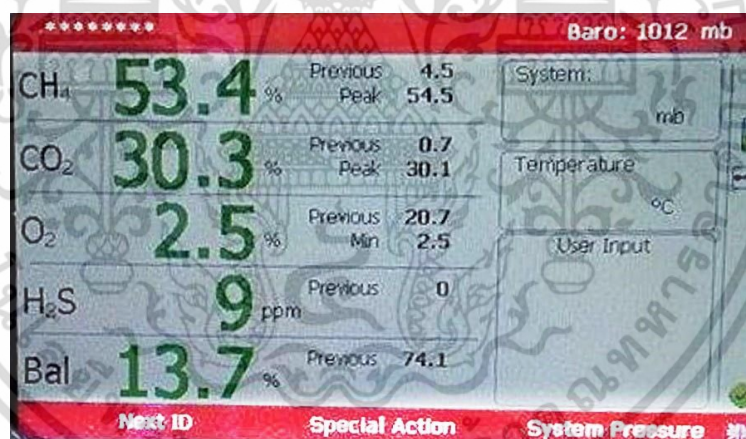 ******** Baro: 1012 mb
CH₄ 53.4 % Previous 4.5
Peak 54.5
System:
mb
CO₂ 30.3 % Previous 0.7
Peak 30.1
Temperature
°C
O₂ 2.5 % Previous 20.7
Min 2.5
User Input
H₂S 9 ppm Previous 0
Bal 13.7 % Previous 74.1
Next ID Special Action System Pressure